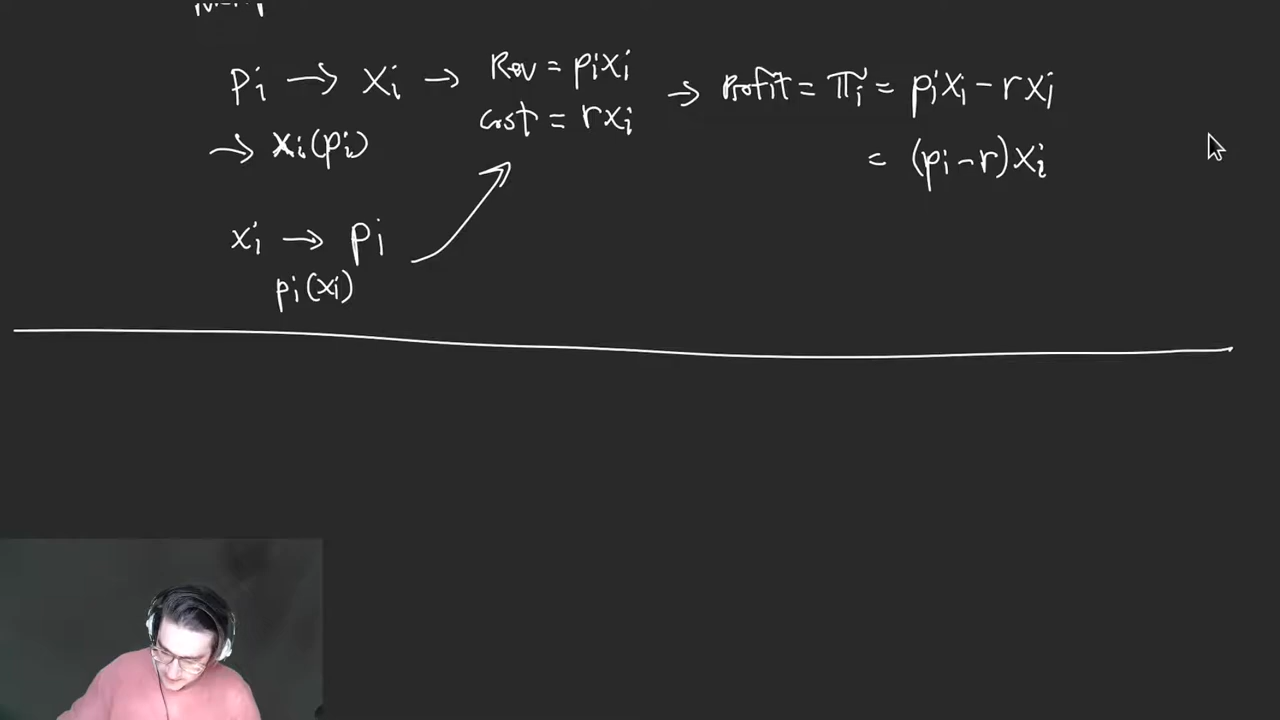 pi → xi → Rev = pixi → Profit = πi = pixi − rxi
→ xi(pi) cost = rxi = (pi − r)xi
xi → pi
pi(xi)